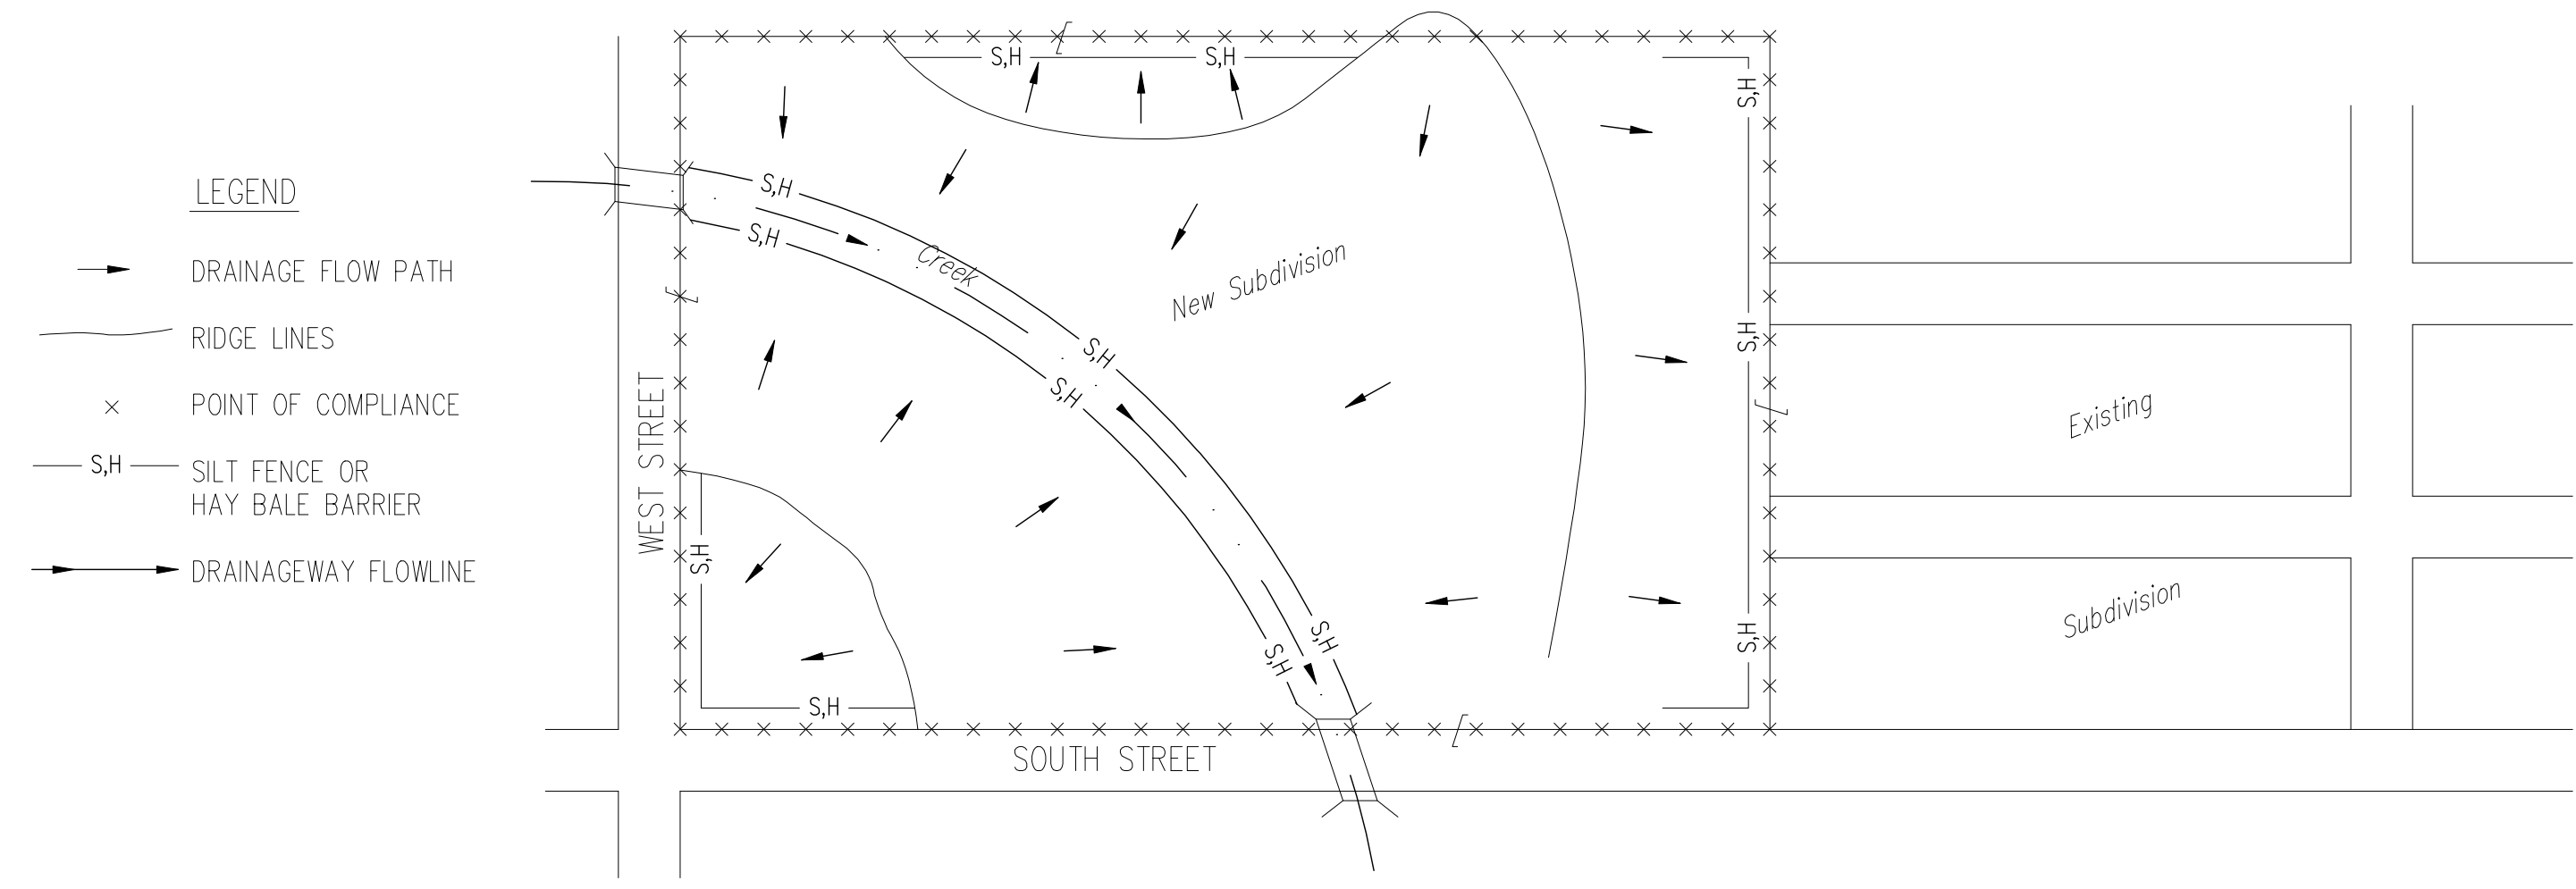 LEGEND
DRAINAGE FLOW PATH
RIDGE LINES
POINT OF COMPLIANCE
S,H
SILT FENCE OR
HAY BALE BARRIER
DRAINAGEWAY FLOWLINE
S,H
S,H
S,H
S,H
S,H
Creek
New Subdivision
S,H
S,H
S,H
WEST STREET
S,H
S,H
S,H
S,H
S,H
SOUTH STREET
Existing
Subdivision